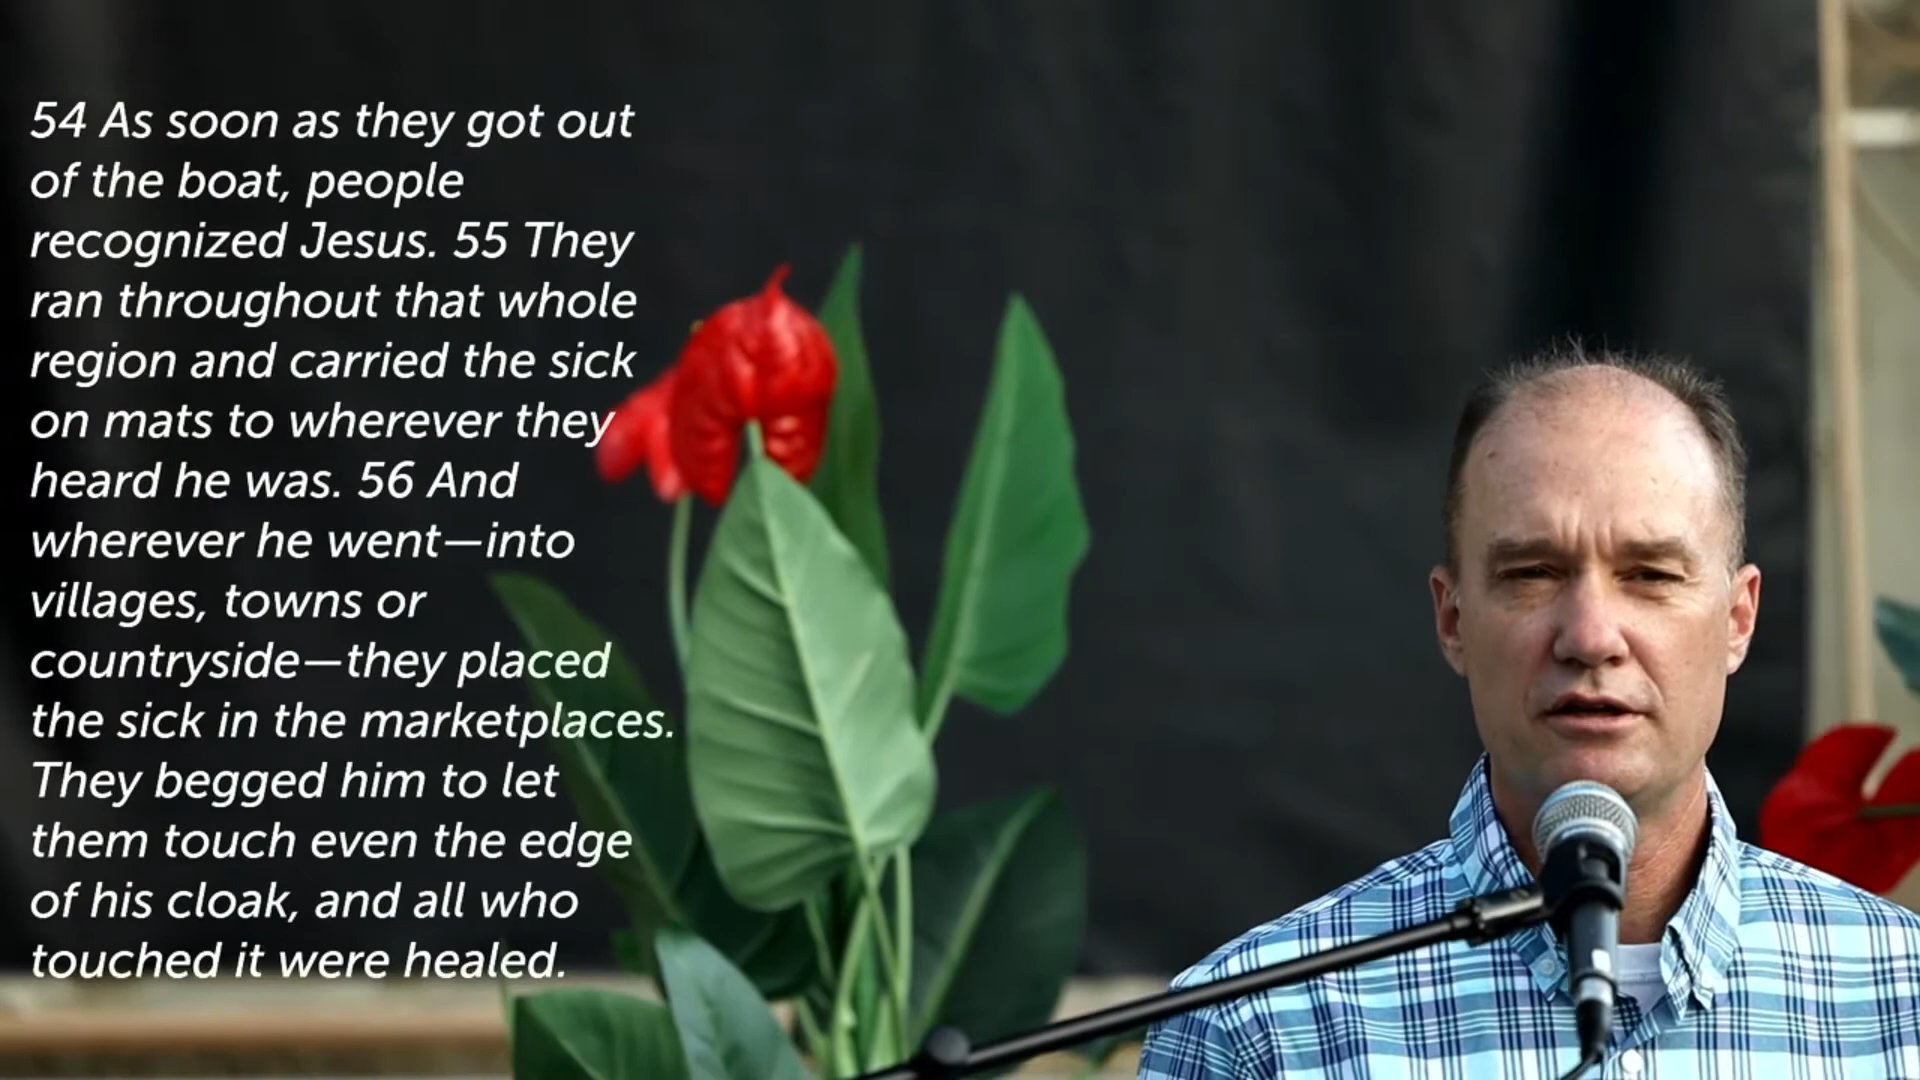 54 As soon as they got out
of the boat, people
recognized Jesus. 55 They
ran throughout that whole
region and carried the sick
on mats to wherever they
heard he was. 56 And
wherever he went—into
villages, towns or
countryside—they placed
the sick in the marketplaces.
They begged him to let
them touch even the edge
of his cloak, and all who
touched it were healed.